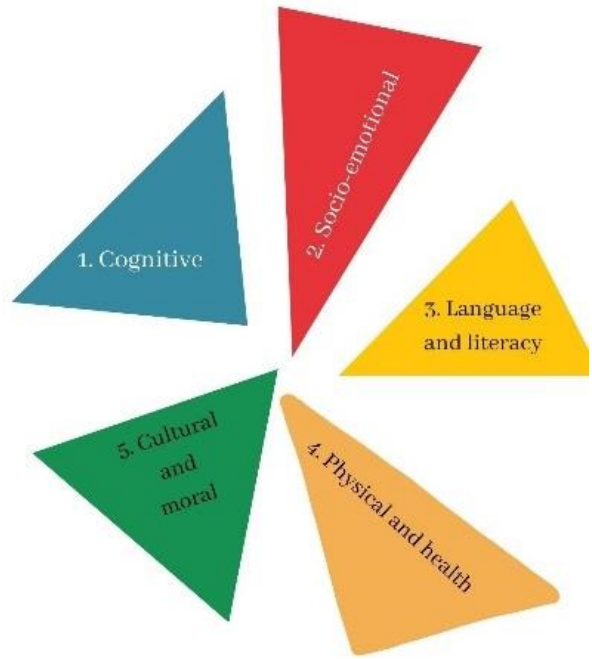 1. Cognitive
2. Socio-emotional
3. Language
and literacy
4. Physical and health
5. Cultural
and
moral